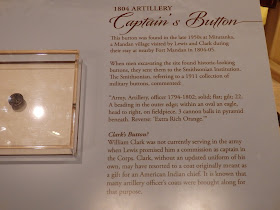 1804 ARTILLERY
Captain's Button
This button was found in the late 1950s at Mitutanka,
a Mandan village visited by Lewis and Clark during
their stay at nearby Fort Mandan in 1804-05.
When men excavating the site found historic-looking
buttons, they sent them to the Smithsonian Institution.
The Smithsonian, referring to a 1911 collection of
military buttons, commented:
"Army, Artillery, officer 1794-1802; solid; flat; gilt; 22.
A beading in the outer edge; within an oval an eagle,
head to right, on fieldpiece. 3 cannon balls in pyramid
beneath. Reverse: 'Extra Rich Orange.'"
Clark's Button?
William Clark was not currently serving in the army
when Lewis promised him a commission as captain in
the Corps. Clark, without an updated uniform of his
own, may have resorted to a coat originally meant as
a gift for an American Indian chief. It is known that
many artillery officer's coats were brought along for
that purpose.